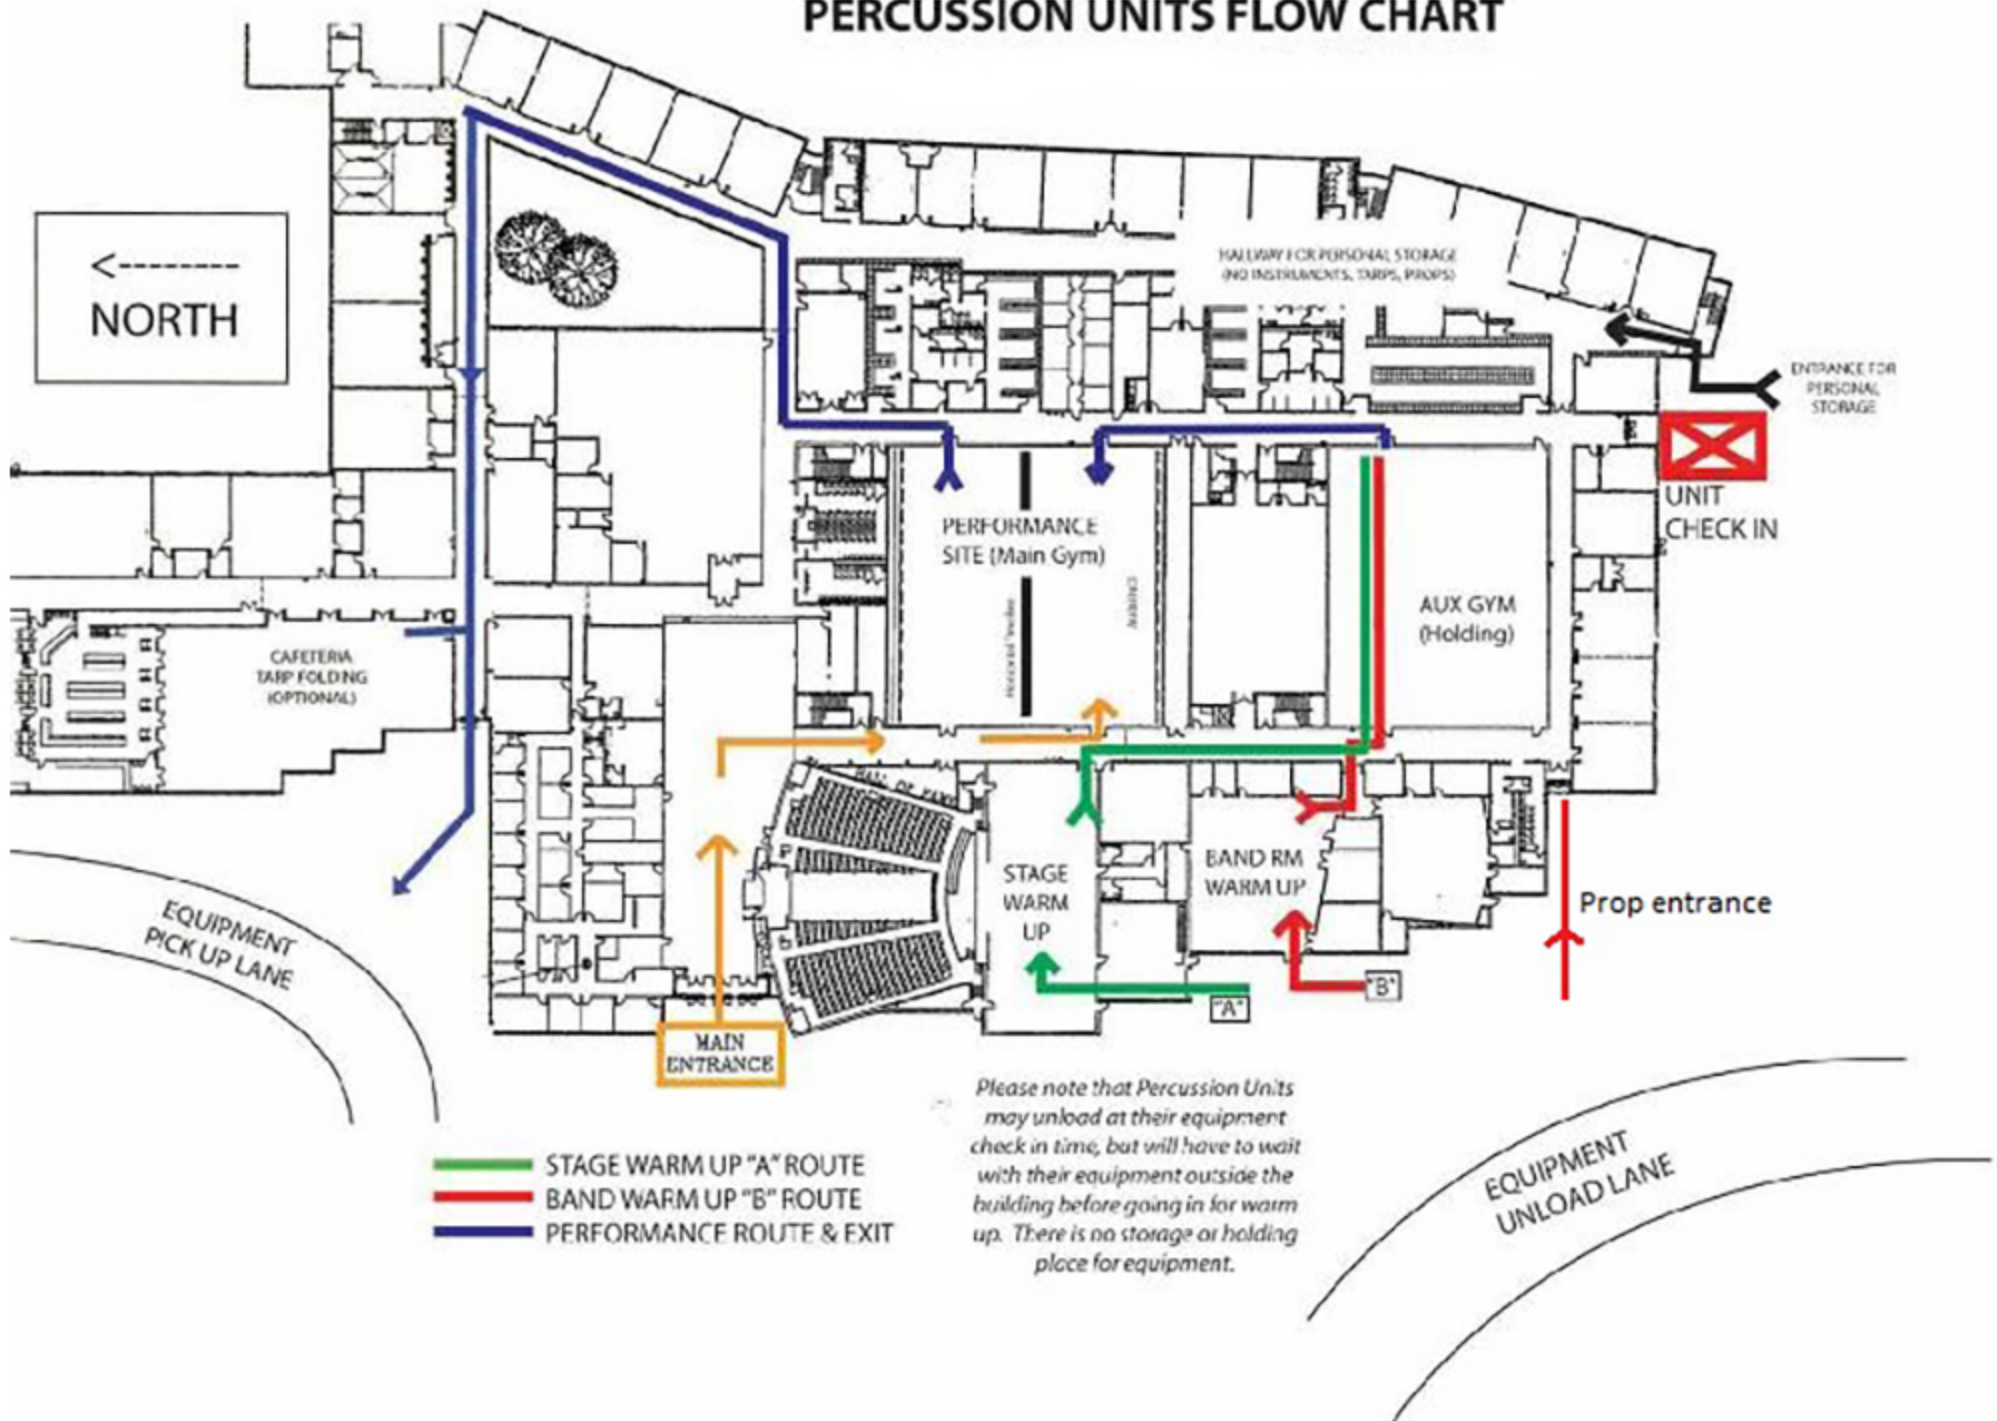 PERCUSSION UNITS FLOW CHART
NORTH
HALLWAY FOR PERSONAL STORAGE
(NO INSTRUMENTS, TARPS, PROPS)
ENTRANCE FOR
PERSONAL
STORAGE
UNIT
CHECK IN
PERFORMANCE
SITE (Main Gym)
AUX GYM
(Holding)
CAFETERIA
TARP FOLDING
(OPTIONAL)
HALL OF FAME
STAGE
WARM
UP
BAND RM
WARM UP
Prop entrance
"A"
"B"
EQUIPMENT
PICK UP LANE
MAIN
ENTRANCE
Please note that Percussion Units
may unload at their equipment
check in time, but will have to wait
with their equipment outside the
building before going in for warm
up. There is no storage or holding
place for equipment.
STAGE WARM UP "A" ROUTE
BAND WARM UP "B" ROUTE
PERFORMANCE ROUTE & EXIT
EQUIPMENT
UNLOAD LANE